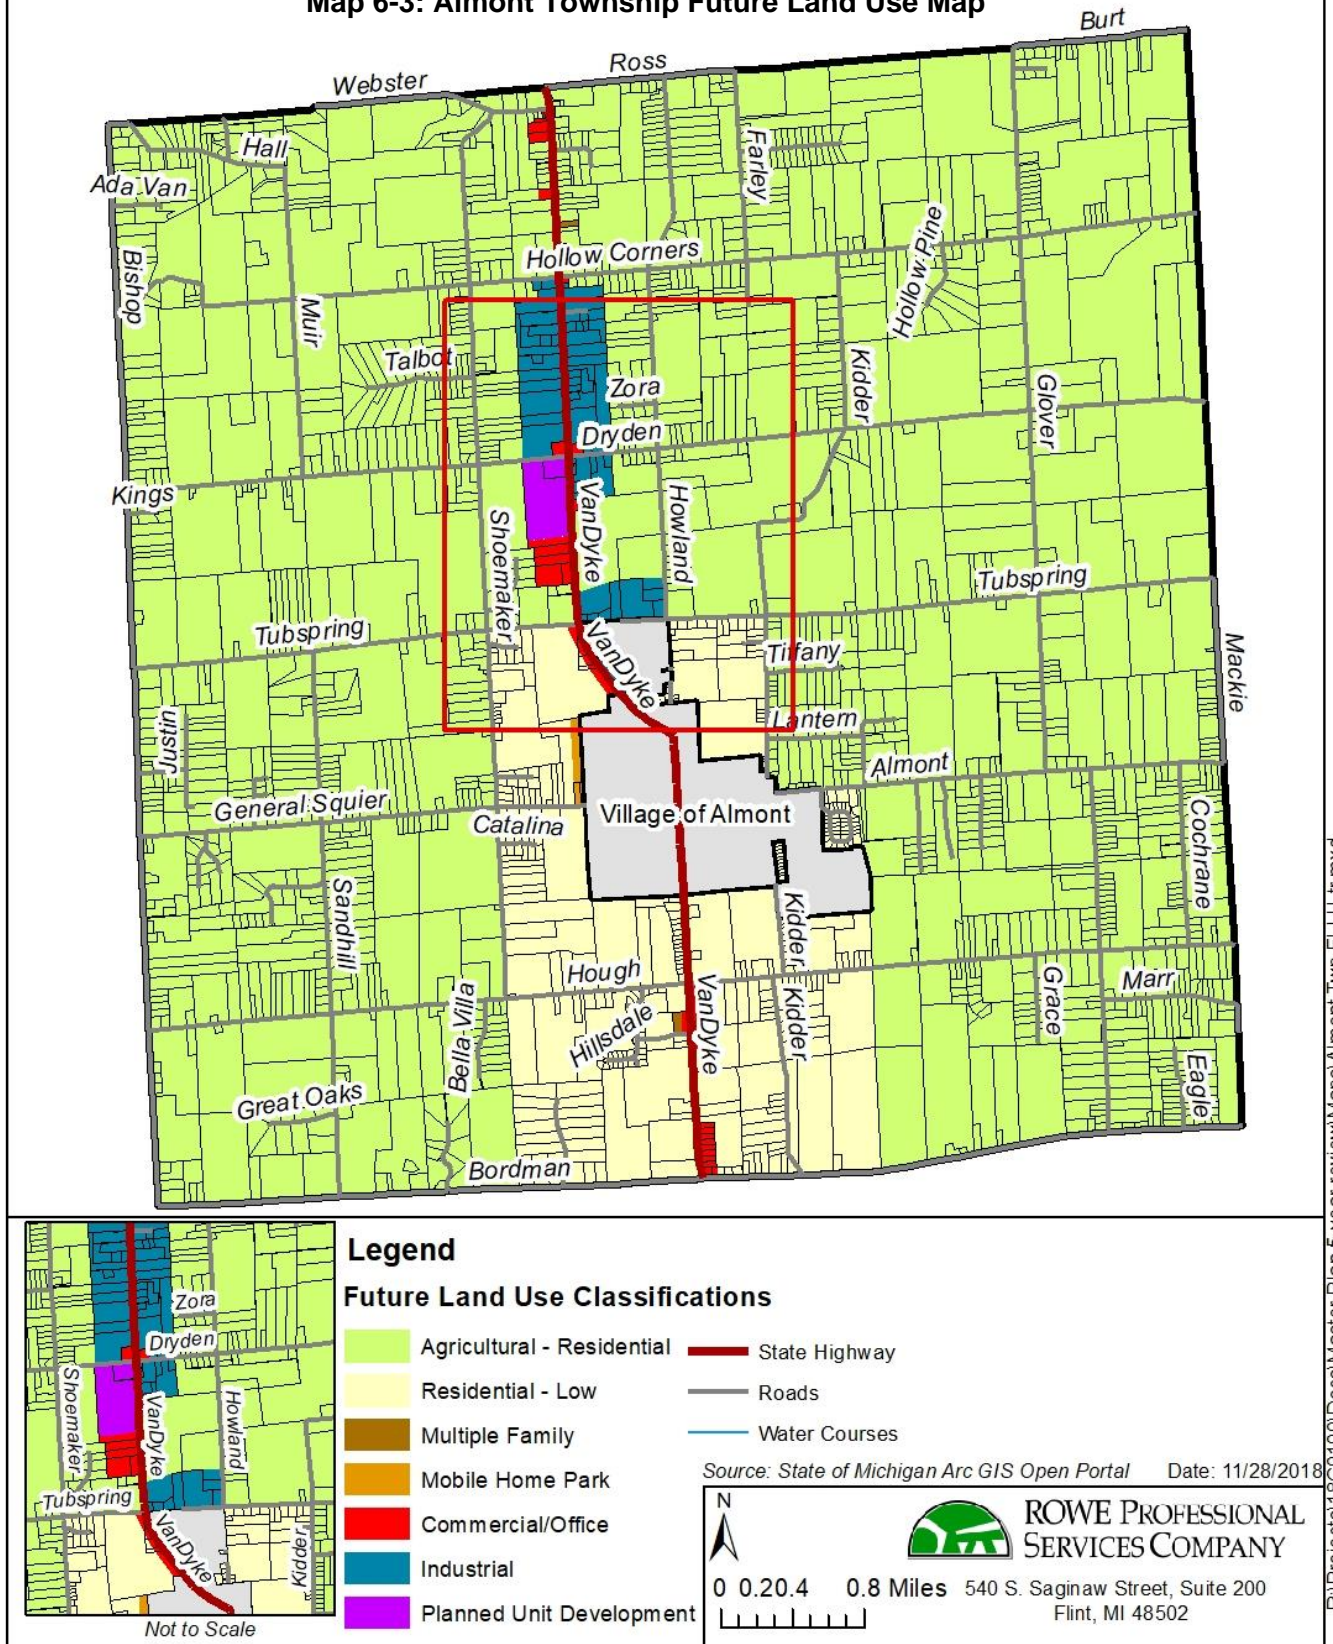 Map 6-3: Almont Township Future Land Use Map
Burt
Ross
Webster
Hall
Farley
Ada Van
Hollow Pine
Hollow Corners
Bishop
Muir
Talbot
Kidder
Zora
Glover
Dryden
Kings
VanDyke
Howland
Shoemaker
Tubspring
Tubspring
VanDyke
Tiffany
Mackie
Lantern
Justin
Almont
General Squier
Village of Almont
Catalina
Cochrane
Sandhill
Kidder
Hough
VanDyke
Grace
Marr
Bella Villa
Hillsdale
Kidder
Eagle
Great Oaks
Bordman
Zora
Dryden
Shoemaker
VanDyke
Howland
Tubspring
VanDyke
Kidder
Not to Scale
Legend
Future Land Use Classifications
Agricultural - Residential
Residential - Low
Multiple Family
Mobile Home Park
Commercial/Office
Industrial
Planned Unit Development
State Highway
Roads
Water Courses
Source: State of Michigan Arc GIS Open Portal Date: 11/28/2018
N
0 0.20.4 0.8 Miles
ROWE PROFESSIONAL
SERVICES COMPANY
540 S. Saginaw Street, Suite 200
Flint, MI 48502